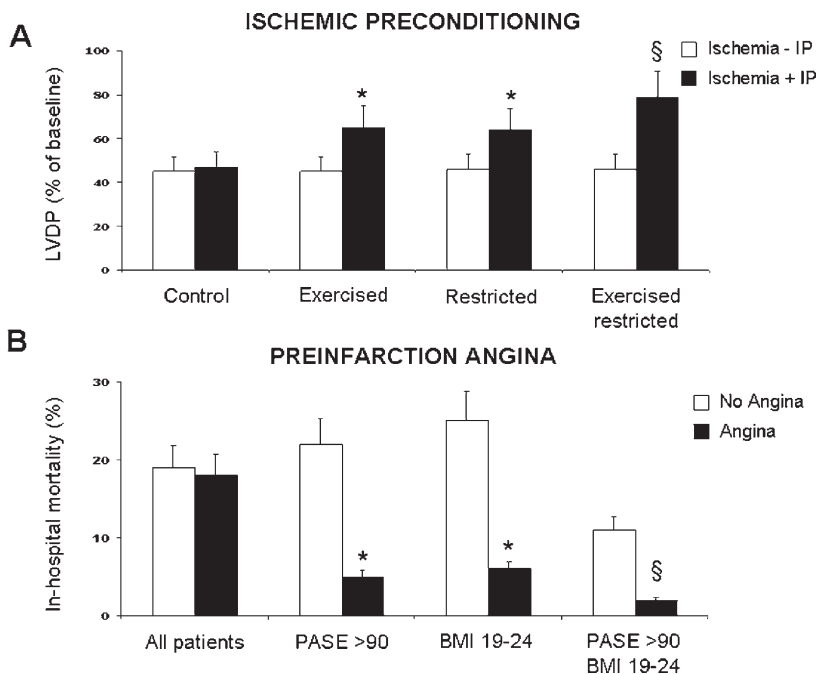 ISCHEMIC PRECONDITIONING
A
Ischemia - IP
Ischemia + IP
LVDP (% of baseline)
100
80
60
40
20
0
*
*
§
Control
Exercised
Restricted
Exercised
restricted
B
PREINFARCTION ANGINA
No Angina
Angina
In-hospital mortality (%)
30
20
10
0
*
*
§
All patients
PASE >90
BMI 19-24
PASE >90
BMI 19-24